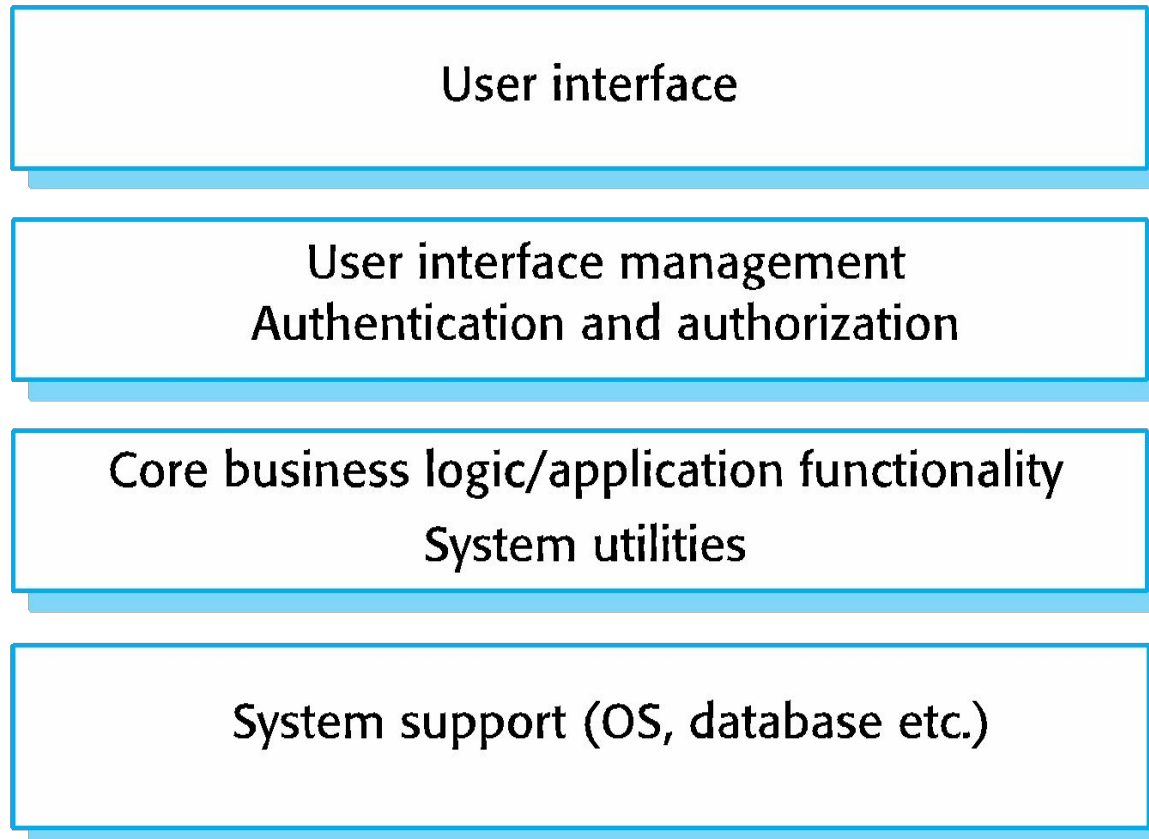 User interface
User interface management
Authentication and authorization
Core business logic/application functionality
System utilities
System support (OS, database etc.)